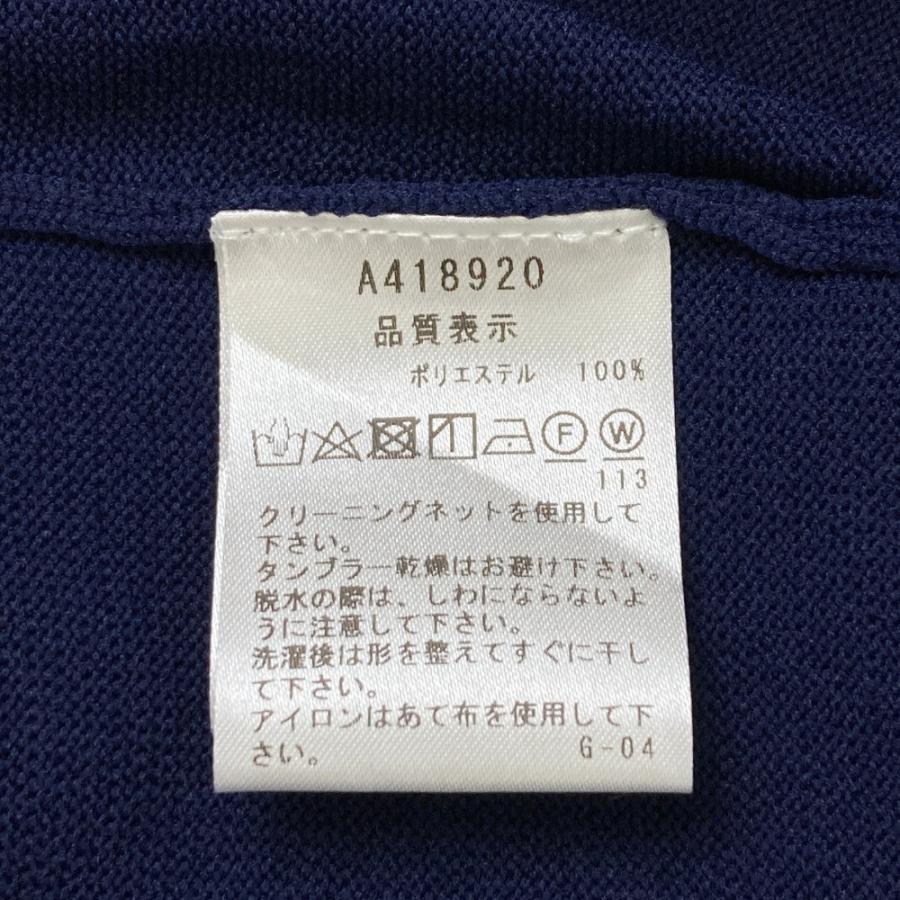 A418920
品質表示
ポリエステル 100%
F W
113
クリーニングネットを使用して
下さい。
タンブラー乾燥はお避け下さい。
脱水の際は、しわにならないよ
うに注意して下さい。
洗濯後は形を整えてすぐに干し
て下さい。
アイロンはあて布を使用して下
さい。 G-04